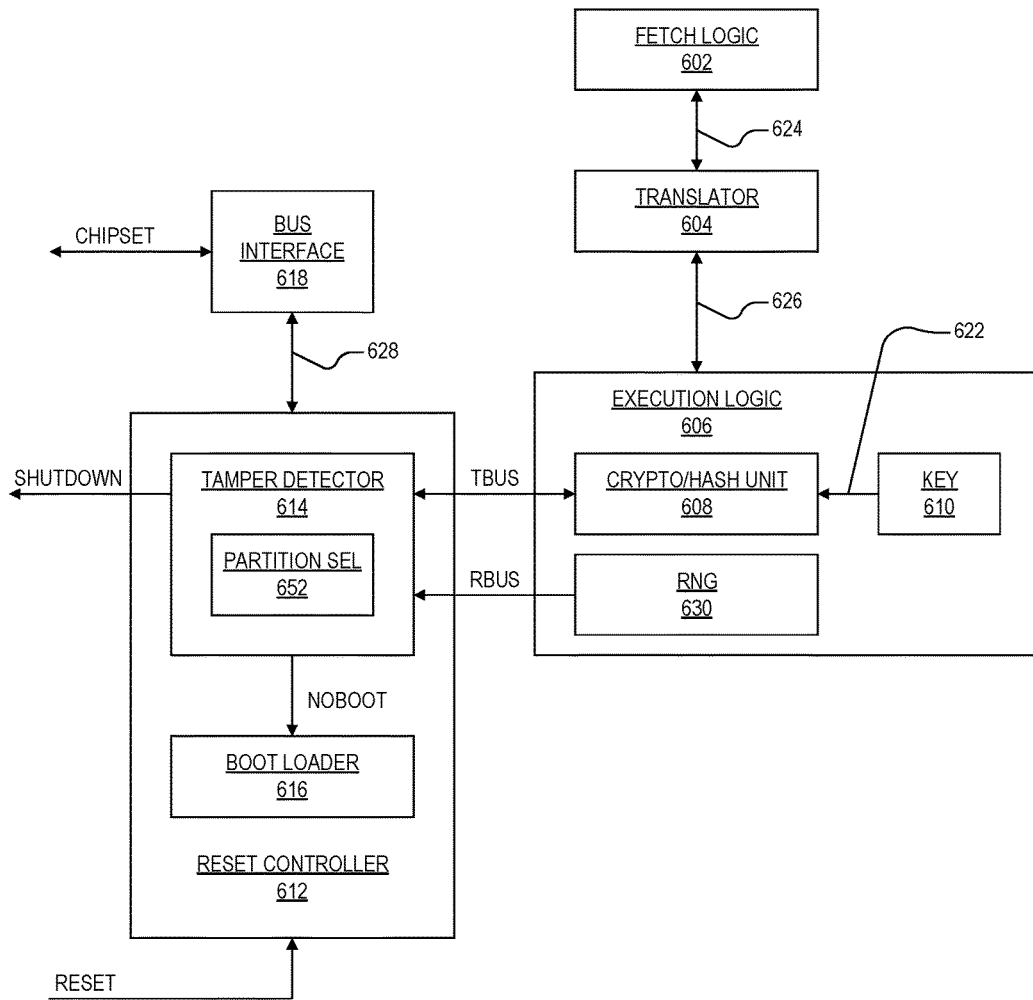 FETCH LOGIC
602
624
TRANSLATOR
604
626
BUS
INTERFACE
618
CHIPSET
628
622
EXECUTION LOGIC
606
CRYPTO/HASH UNIT
608
KEY
610
RNG
630
TBUS
RBUS
SHUTDOWN
TAMPER DETECTOR
614
PARTITION SEL
652
NOBOOT
BOOT LOADER
616
RESET CONTROLLER
612
RESET